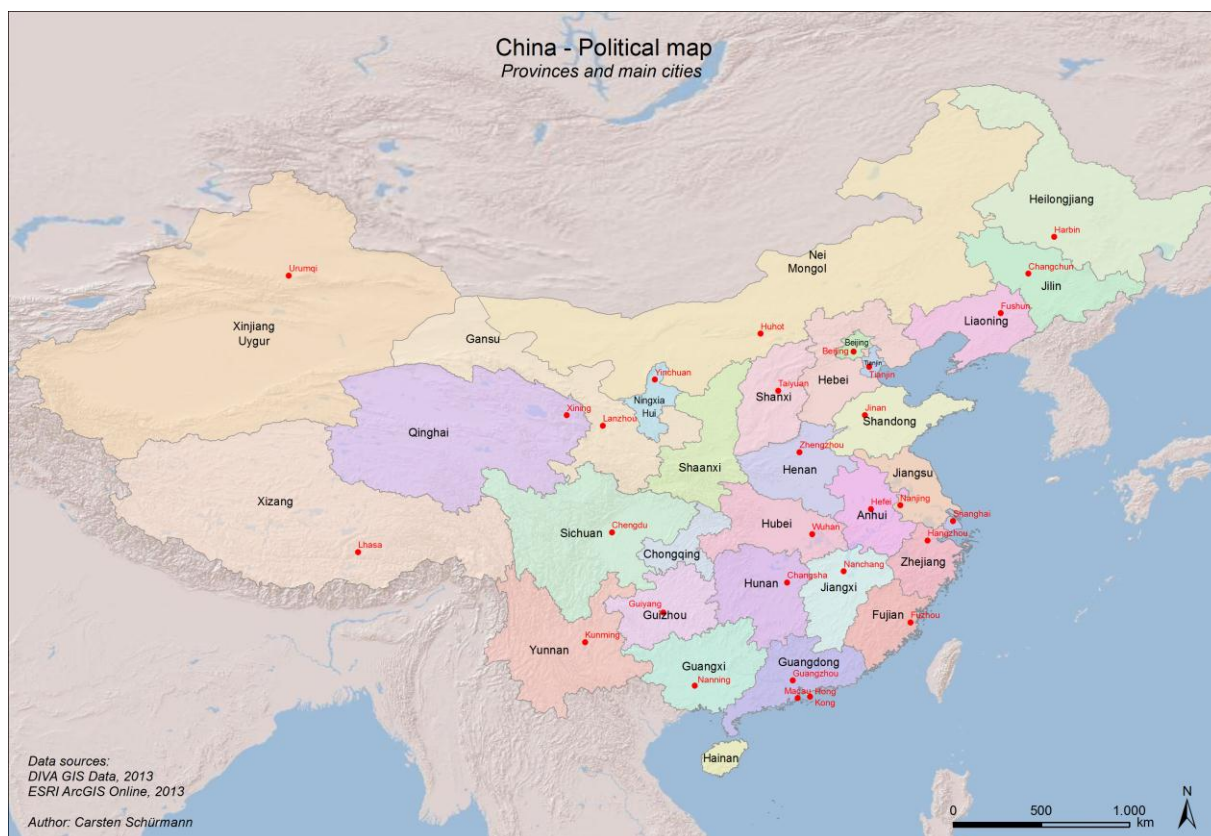 China - Political map
Provinces and main cities
Heilongjiang
Harbin
Nei
Mongol
Changchun
Jilin
Urumqi
Fushun
Liaoning
Xinjiang
Uygur
Gansu
Huhot
Beijing
Beijing
Tianjin
Tianjin
Yinchuan
Hebei
Taiyuan
Shanxi
Ningxia
Hui
Xining
Lanzhou
Jinan
Shandong
Qinghai
Zhengzhou
Henan
Shaanxi
Jiangsu
Xizang
Hefei
Nanjing
Anhui
Shanghai
Sichuan
Chengdu
Hubei
Wuhan
Hangzhou
Lhasa
Chongqing
Zhejiang
Nanchang
Hunan
Changsha
Jiangxi
Guiyang
Guizhou
Fujian
Fuzhou
Kunming
Yunnan
Guangxi
Guangdong
Nanning
Guangzhou
Macau
Hong
Kong
Hainan
Data sources:
DIVA GIS Data, 2013
ESRI ArcGIS Online, 2013
Author: Carsten Schürmann
N
0 500 1.000
km